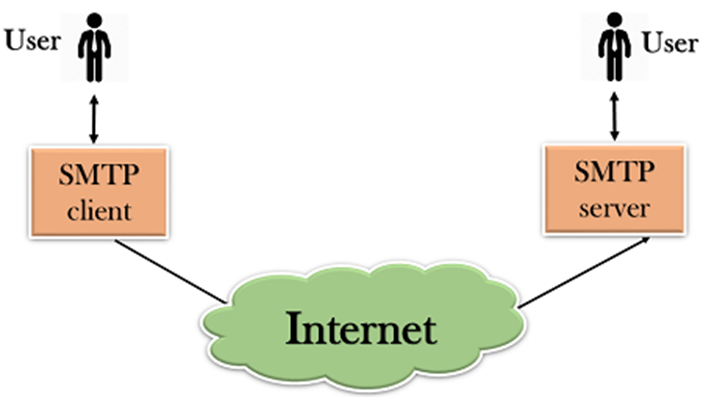 User
User
SMTP
client
SMTP
server
Internet